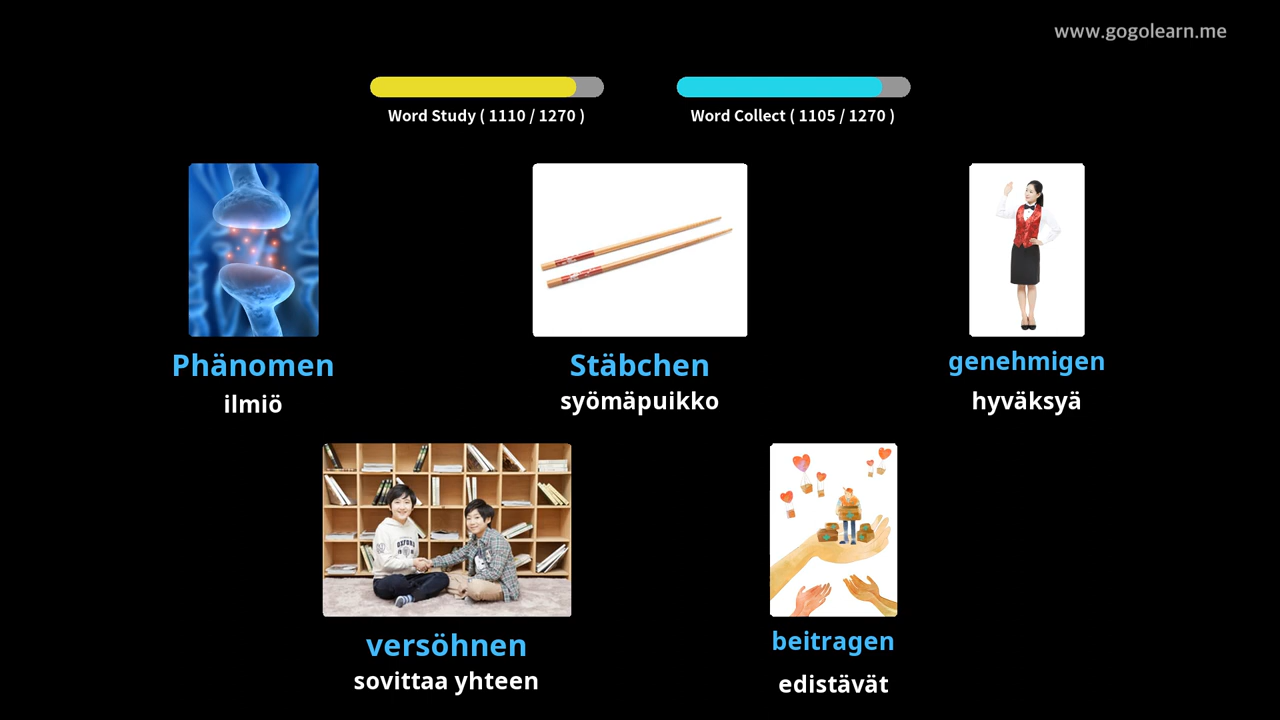 www.gogolearn.me
Word Study ( 1110 / 1270 )
Word Collect ( 1105 / 1270 )
Phänomen
ilmiö
Stäbchen
syömäpuikko
genehmigen
hyväksyä
versöhnen
sovittaa yhteen
beitragen
edistävät